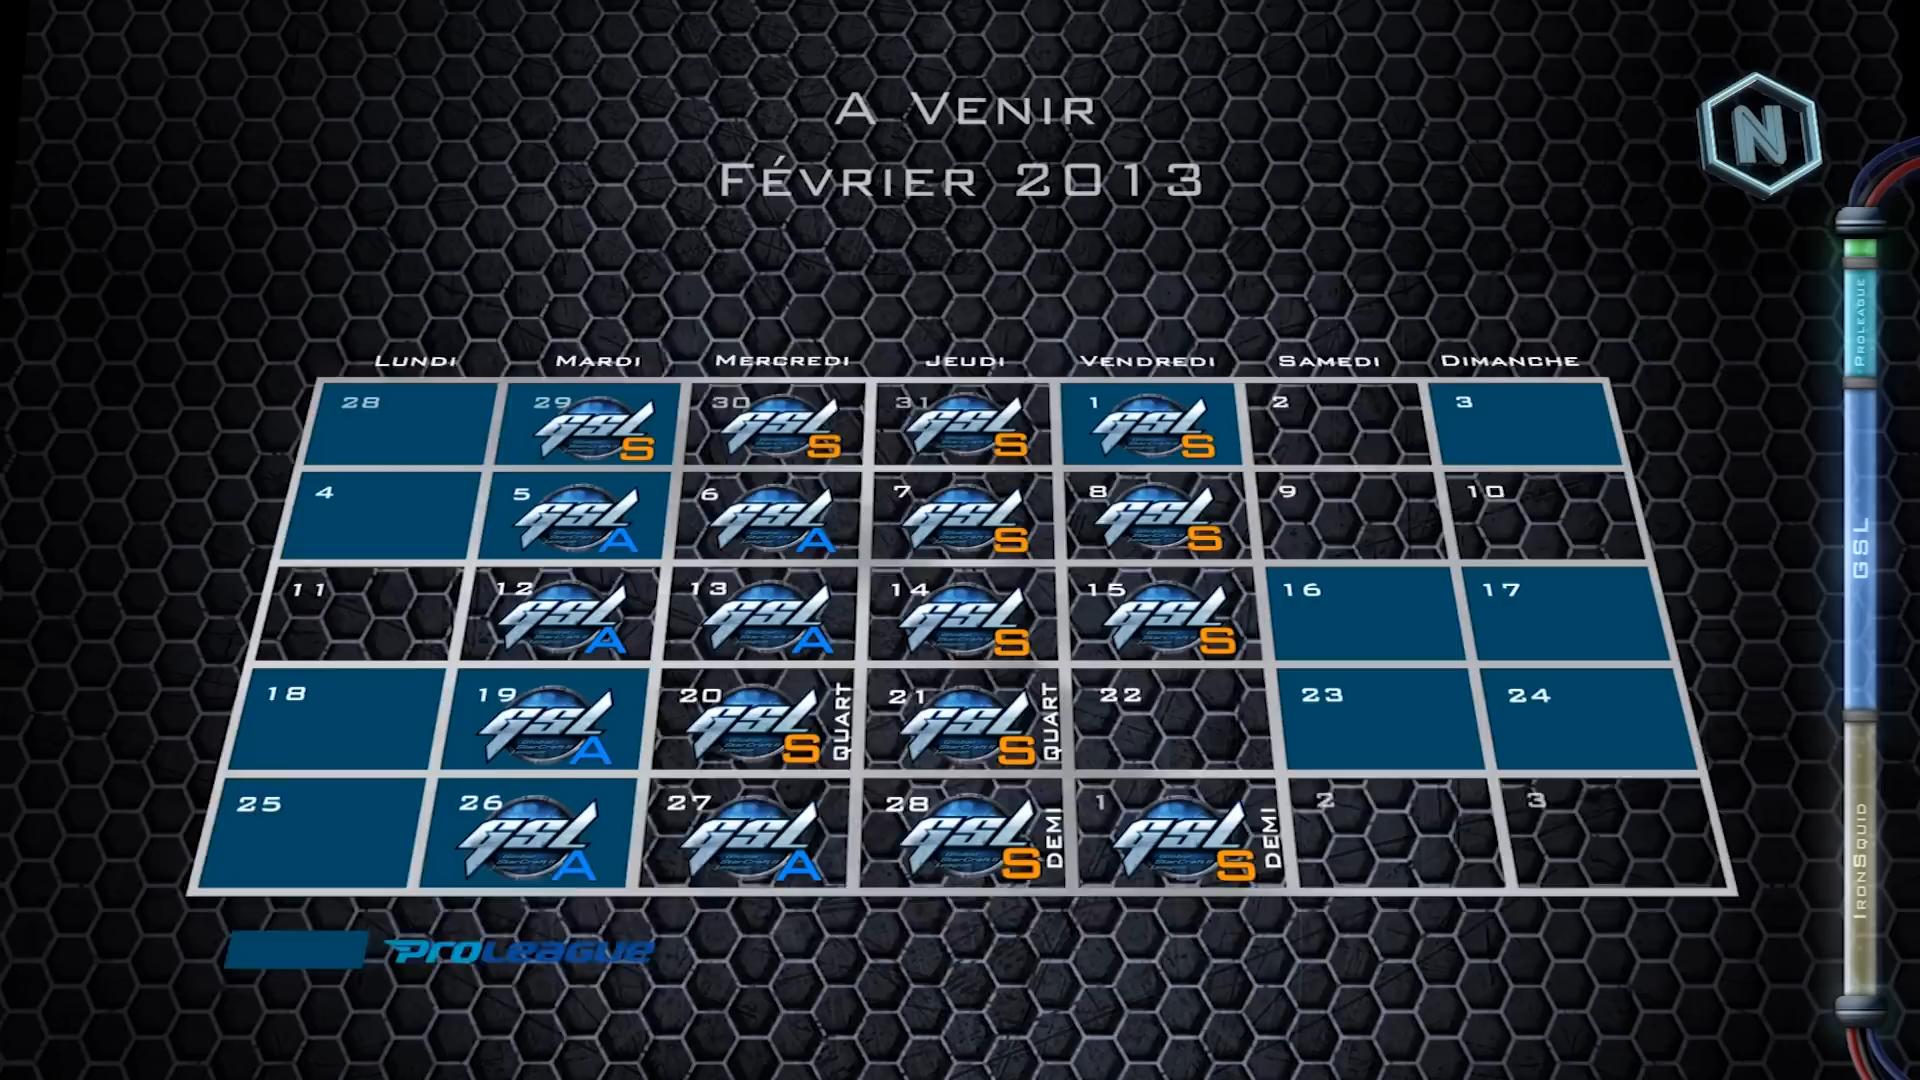 A Venir
Février 2013
Lundi Mardi Mercredi Jeudi Vendredi Samedi Dimanche
28 29 GSL S 30 GSL S 31 GSL S 1 GSL S 2 3
4 5 GSL A 6 GSL A 7 GSL S 8 GSL S 9 10
11 12 GSL A 13 GSL A 14 GSL S 15 GSL S 16 17
18 19 GSL A 20 GSL S QUART 21 GSL S QUART 22 23 24
25 26 GSL A 27 GSL A 28 GSL S DEMI 1 GSL S DEMI 2 3
ProLeague
N
ProLeague
GSL
IronSquid